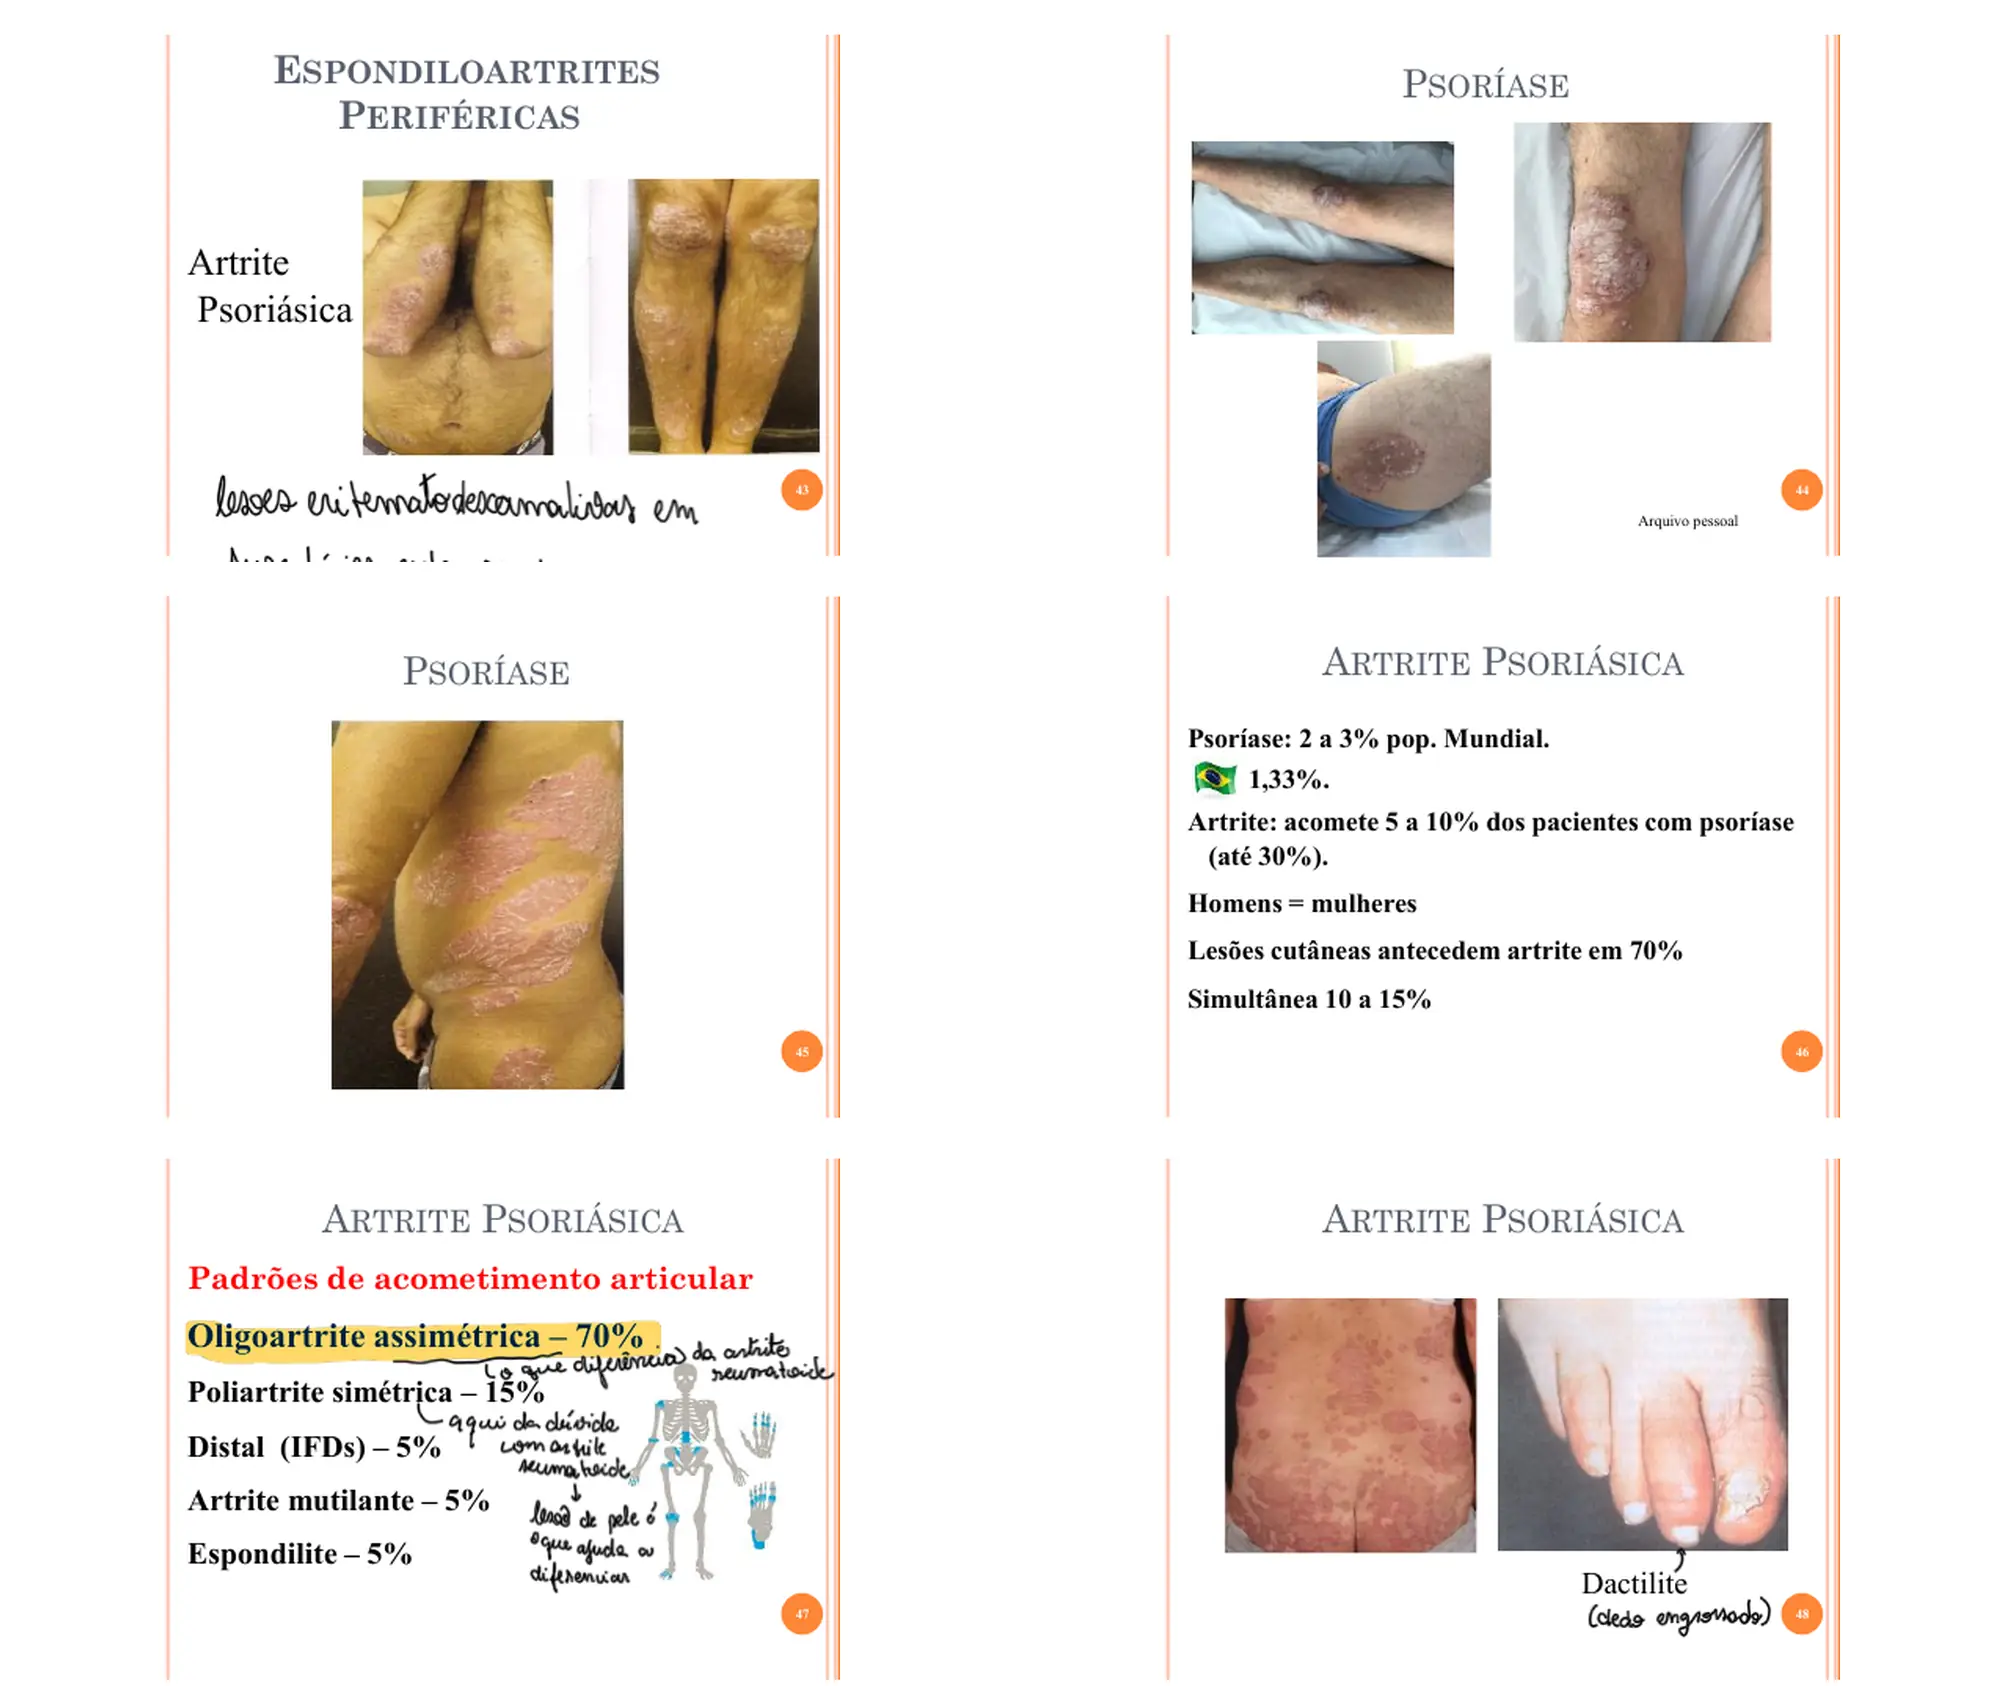 ESPONDILOARTRITES
PERIFÉRICAS
Artrite
Psoriásica
lesoes eritematodescamativas em
43
PSORÍASE
Arquivo pessoal
44
PSORÍASE
45
ARTRITE PSORIÁSICA
Psoríase: 2 a 3% pop. Mundial.
1,33%.
Artrite: acomete 5 a 10% dos pacientes com psoríase
(até 30%).
Homens = mulheres
Lesões cutâneas antecedem artrite em 70%
Simultânea 10 a 15%
46
ARTRITE PSORIÁSICA
Padrões de acometimento articular
Oligoartrite assimétrica – 70%
o que diferência da artrite
reumatoide
Poliartrite simétrica – 15%
aqui da dúvida
com artrite
reumatoide
Distal (IFDs) – 5%
Artrite mutilante – 5%
lesão de pele é
o que ajuda a
diferenciar
Espondilite – 5%
47
ARTRITE PSORIÁSICA
Dactilite
(dedo engrossado)
48